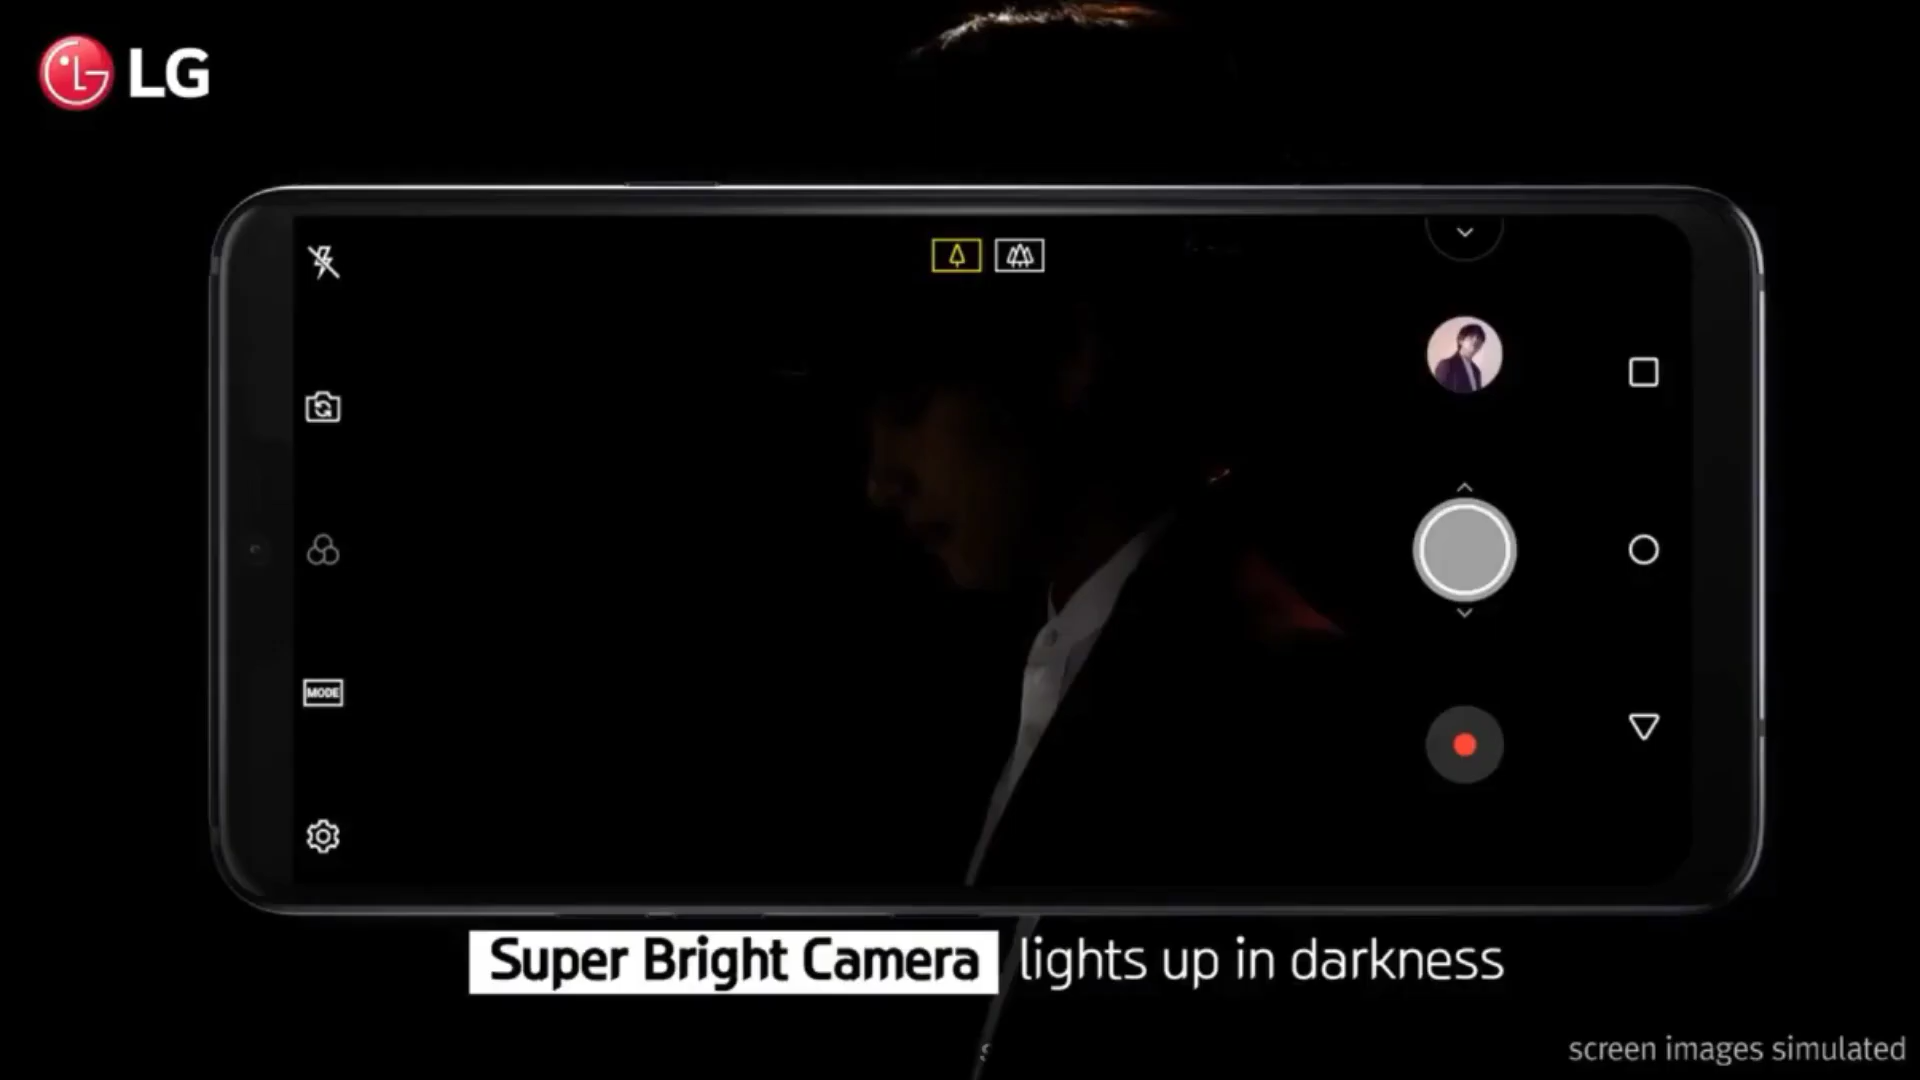 LG
MODE
Super Bright Camera lights up in darkness
screen images simulated